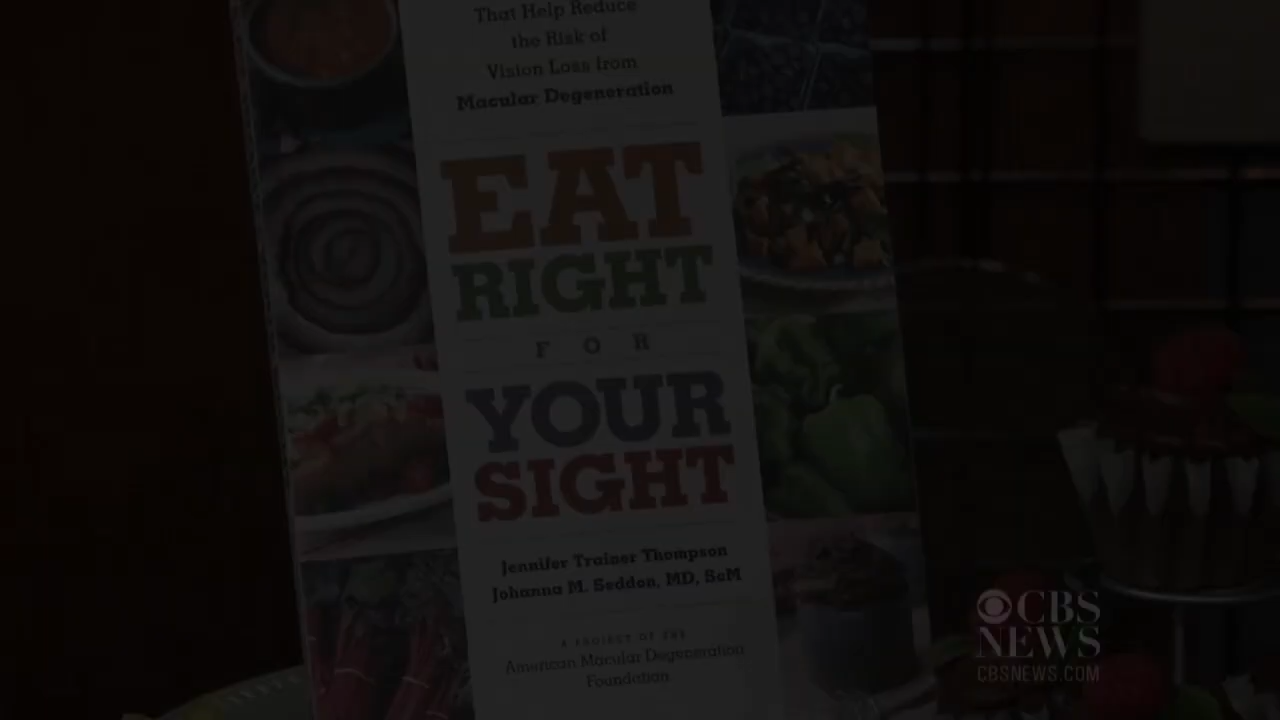 That Help Reduce
the Risk of
Vision Loss from
Macular Degeneration
EAT
RIGHT
FOR
YOUR
SIGHT
Jennifer Trainer Thompson
Johanna M. Seddon, MD, ScM
A PROJECT OF THE
American Macular Degeneration
Foundation
CBS
NEWS
CBSNEWS.COM